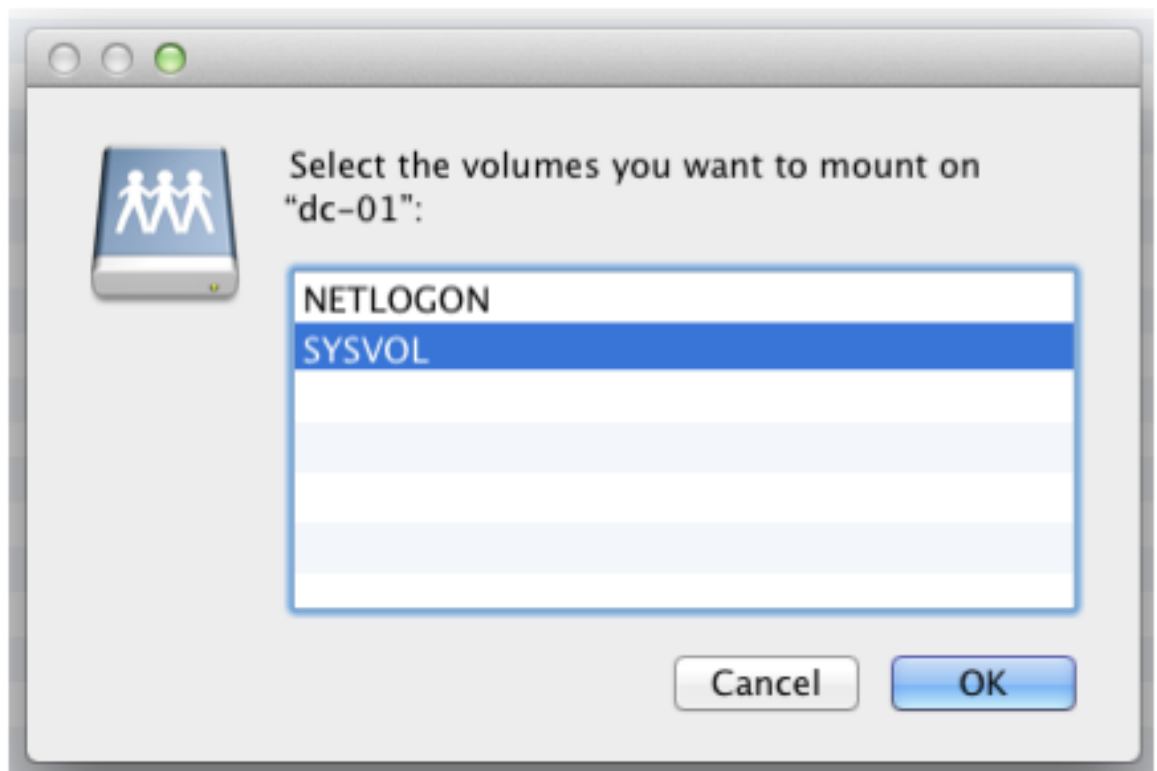 Select the volumes you want to mount on
“dc-01”:
NETLOGON
SYSVOL
Cancel
OK